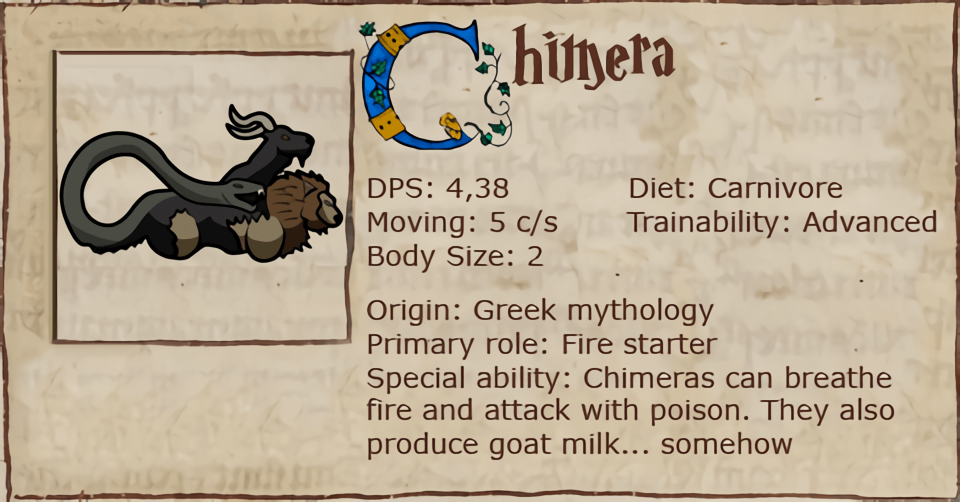 Chimera
DPS: 4,38
Moving: 5 c/s
Body Size: 2
Diet: Carnivore
Trainability: Advanced
Origin: Greek mythology
Primary role: Fire starter
Special ability: Chimeras can breathe
fire and attack with poison. They also
produce goat milk... somehow